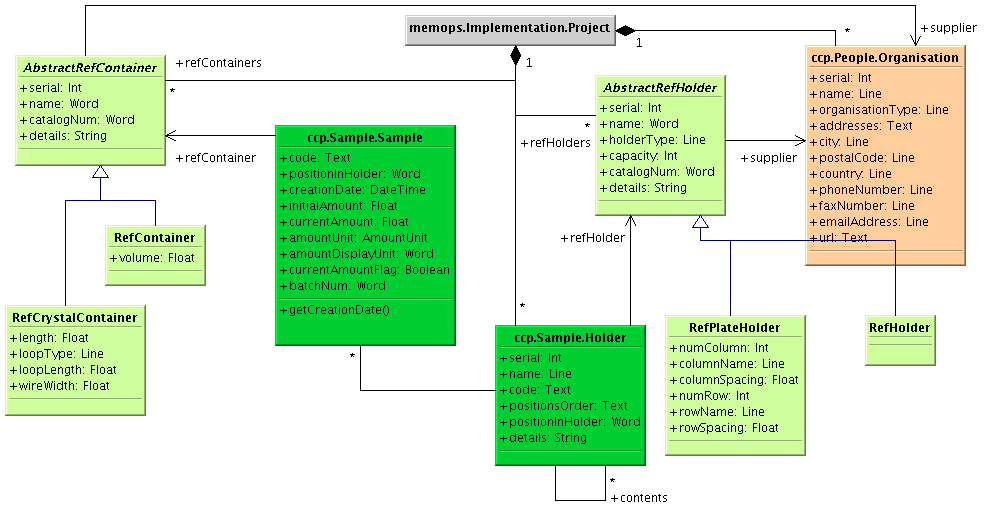 memops.Implementation.Project
1
1
*
+supplier
+refContainers
*
AbstractRefContainer
+serial: Int
+name: Word
+catalogNum: Word
+details: String
+refContainer
ccp.Sample.Sample
+code: Text
+positionInHolder: Word
+creationDate: DateTime
+initialAmount: Float
+currentAmount: Float
+amountUnit: AmountUnit
+amountDisplayUnit: Word
+currentAmountFlag: Boolean
+batchNum: Word
+getCreationDate()
*
+refHolders
*
AbstractRefHolder
+serial: Int
+name: Word
+holderType: Line
+capacity: Int
+catalogNum: Word
+details: String
+supplier
+refHolder
ccp.People.Organisation
+serial: Int
+name: Line
+organisationType: Line
+addresses: Text
+city: Line
+postalCode: Line
+country: Line
+phoneNumber: Line
+faxNumber: Line
+emailAddress: Line
+url: Text
RefContainer
+volume: Float
RefCrystalContainer
+length: Float
+loopType: Line
+loopLength: Float
+wireWidth: Float
*
ccp.Sample.Holder
+serial: Int
+name: Line
+code: Text
+positionsOrder: Text
+positionInHolder: Word
+details: String
*
+contents
RefPlateHolder
+numColumn: Int
+columnName: Line
+columnSpacing: Float
+numRow: Int
+rowName: Line
+rowSpacing: Float
RefHolder